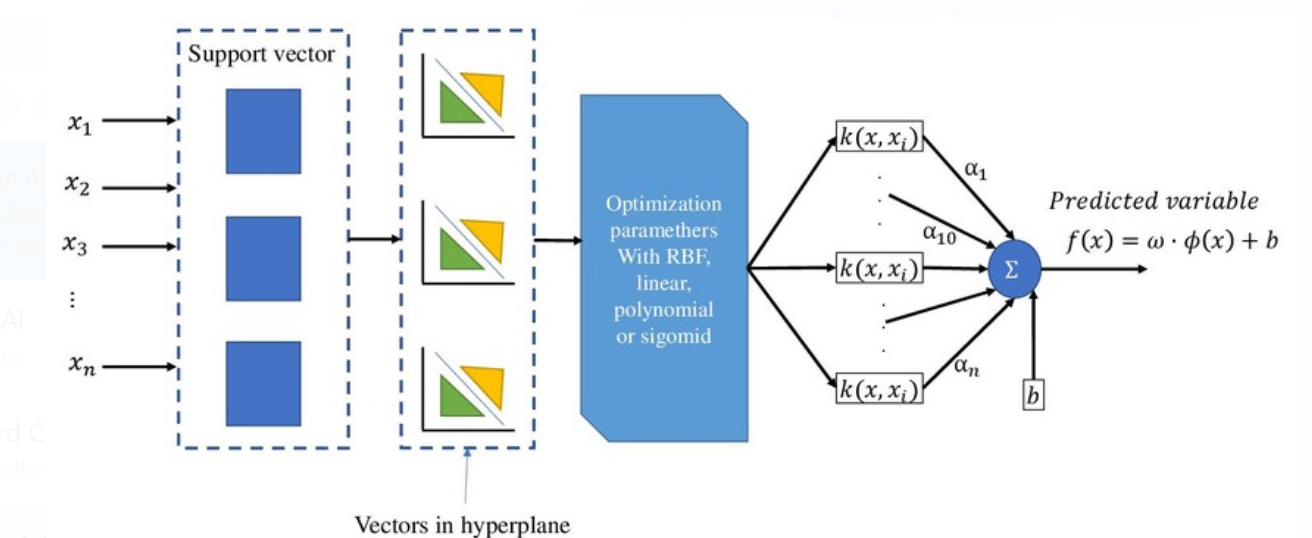 Support vector
x₁
x₂
x₃
⋮
xₙ
Vectors in hyperplane
Optimization
paramethers
With RBF,
linear,
polynomial
or sigomid
k(x, xᵢ)
α₁
α₁₀
k(x, xᵢ)
k(x, xᵢ)
αₙ
Σ
b
Predicted variable
f(x) = ω · ϕ(x) + b